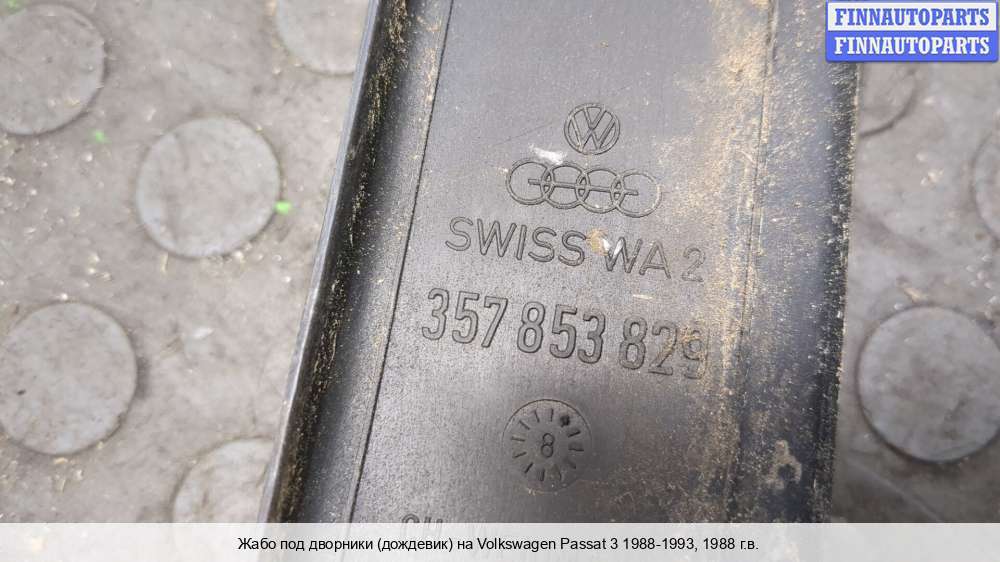 FINNAUTOPARTS
FINNAUTOPARTS
VW
SWISS WA 2
357 853 829
8
Жабо под дворники (дождевик) на Volkswagen Passat 3 1988-1993, 1988 г.в.